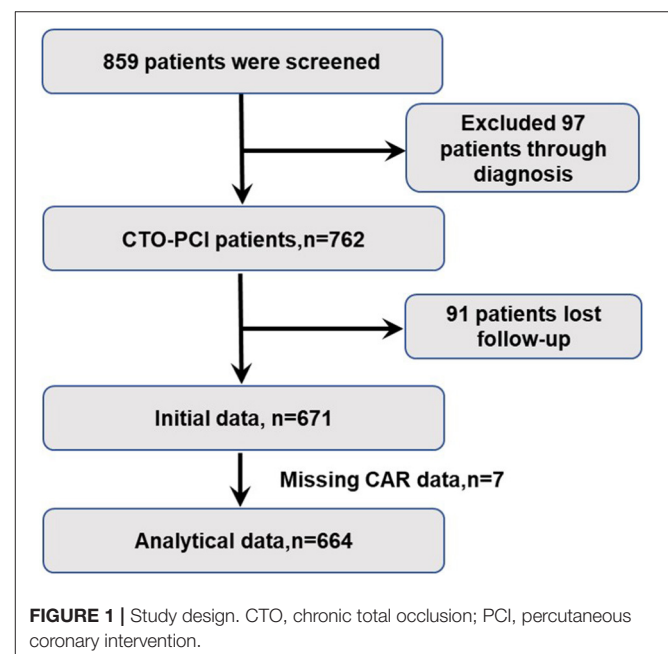 859 patients were screened
Excluded 97
patients through
diagnosis
CTO-PCI patients,n=762
91 patients lost
follow-up
Initial data, n=671
Missing CAR data,n=7
Analytical data,n=664
FIGURE 1 | Study design. CTO, chronic total occlusion; PCI, percutaneous
coronary intervention.